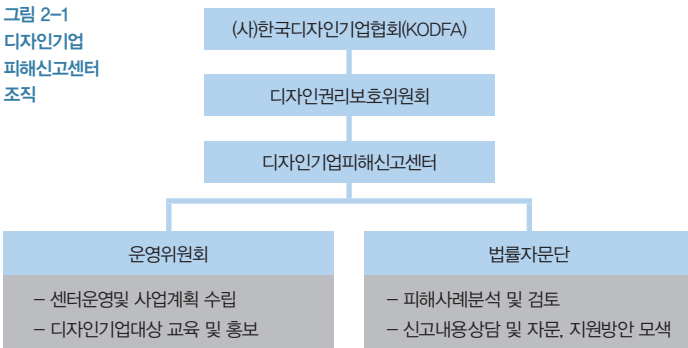 그림 2-1
디자인기업
피해신고센터
조직
(사)한국디자인기업협회(KODFA)
디자인권리보호위원회
디자인기업피해신고센터
운영위원회
- 센터운영및 사업계획 수립
- 디자인기업대상 교육 및 홍보
법률자문단
- 피해사례분석 및 검토
- 신고내용상담 및 자문, 지원방안 모색